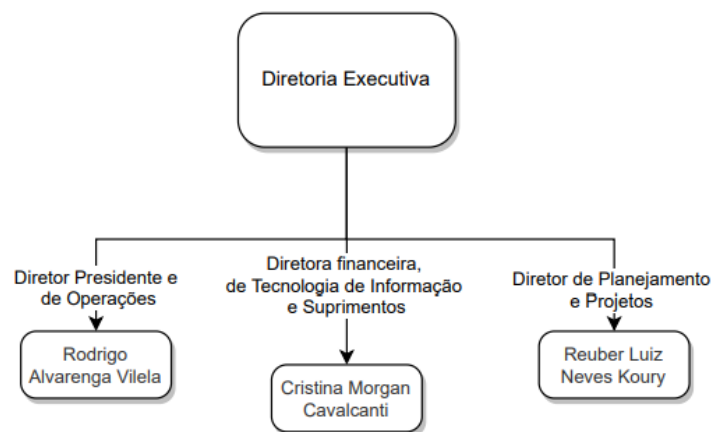 Diretoria Executiva
Diretor Presidente e
de Operações
Rodrigo
Alvarenga Vilela
Diretora financeira,
de Tecnologia de Informação
e Suprimentos
Cristina Morgan
Cavalcanti
Diretor de Planejamento
e Projetos
Reuber Luiz
Neves Koury